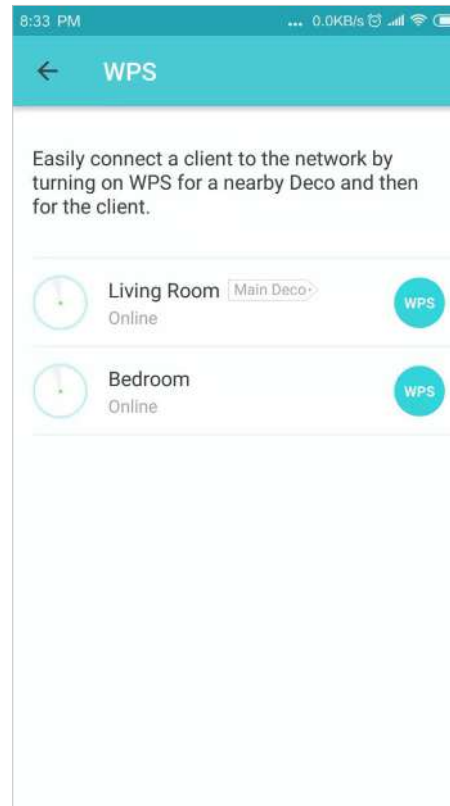 8:33 PM ... 0.0KB/s
WPS
Easily connect a client to the network by
turning on WPS for a nearby Deco and then
for the client.
Living Room Main Deco
Online
WPS
Bedroom
Online
WPS